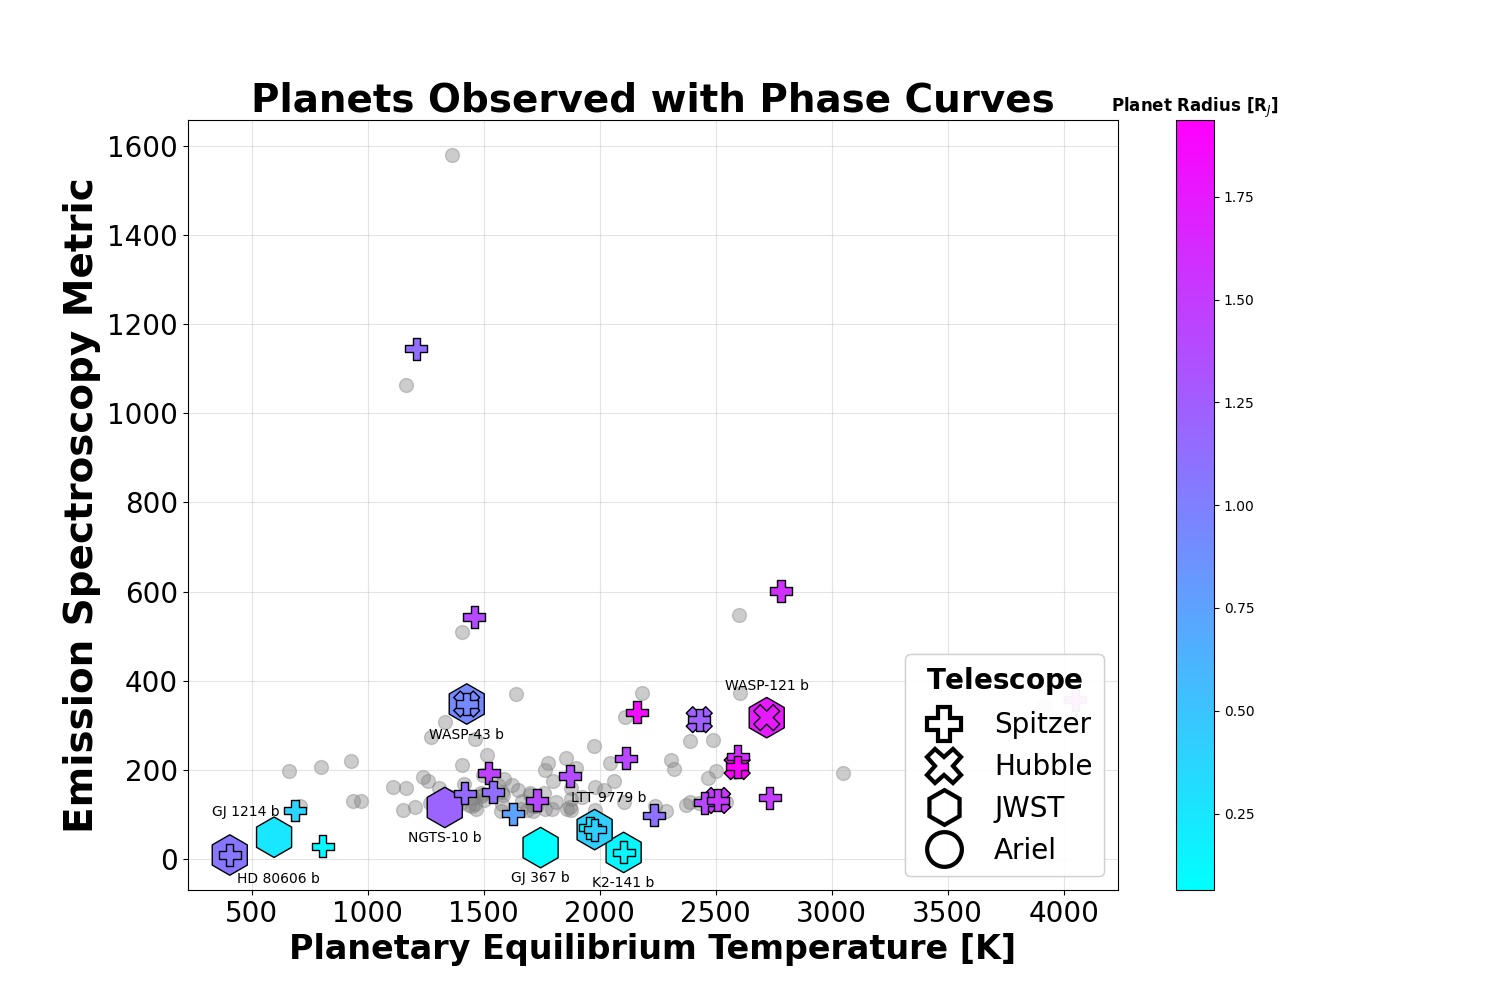 Planets Observed with Phase Curves
Planet Radius [R_J]
1600
1400
1200
1000
800
600
400
200
0
Emission Spectroscopy Metric
500
1000
1500
2000
2500
3000
3500
4000
Planetary Equilibrium Temperature [K]
WASP-121 b
WASP-43 b
LTT 9779 b
GJ 1214 b
NGTS-10 b
HD 80606 b
GJ 367 b
K2-141 b
Telescope
Spitzer
Hubble
JWST
Ariel
1.75
1.50
1.25
1.00
0.75
0.50
0.25